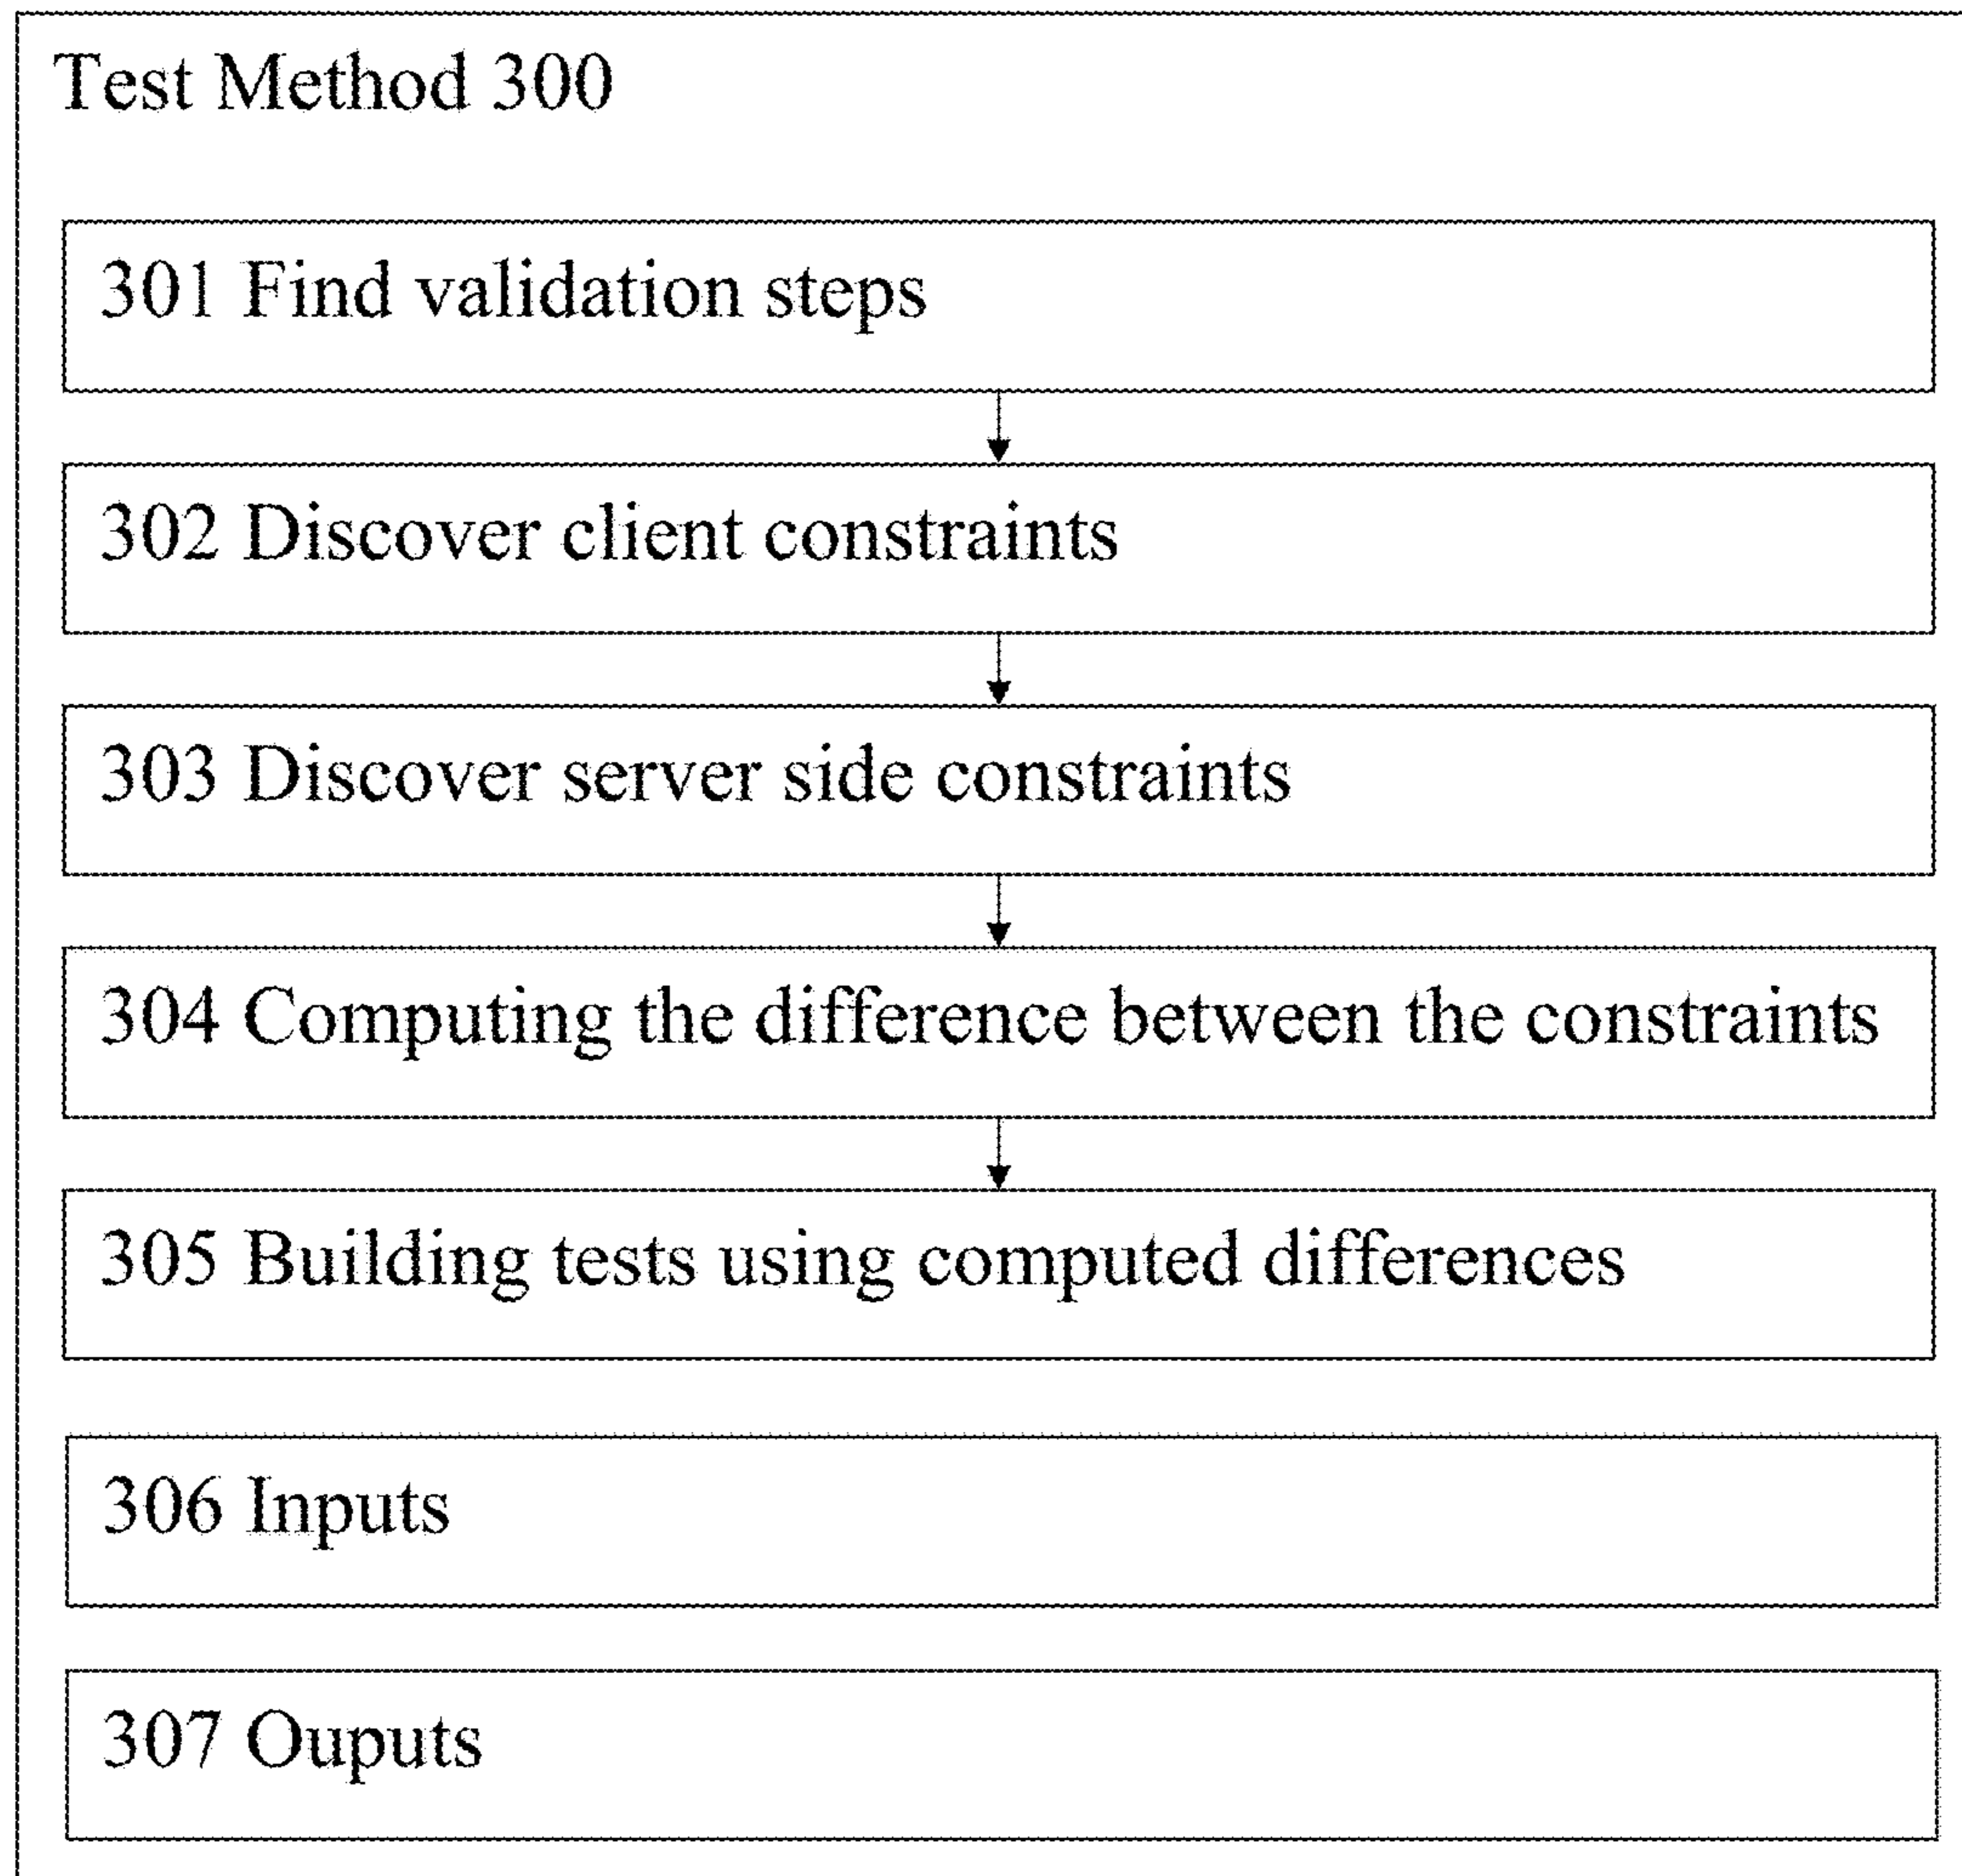 Test Method 300
301 Find validation steps
302 Discover client constraints
303 Discover server side constraints
304 Computing the difference between the constraints
305 Building tests using computed differences
306 Inputs
307 Ouputs